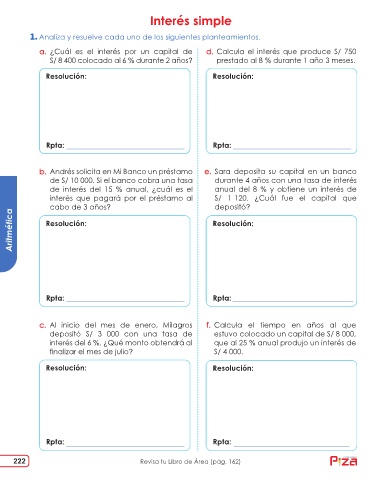 Interés simple
1. Analiza y resuelve cada uno de los siguientes planteamientos.
a. ¿Cuál es el interés por un capital de
S/ 8 400 colocado al 6 % durante 2 años?
Resolución:
Rpta:
b. Andrés solicita en Mi Banco un préstamo
de S/ 10 000. Si el banco cobra una tasa
de interés del 15 % anual, ¿cuál es el
interés que pagará por el préstamo al
cabo de 3 años?
Resolución:
Rpta:
c. Al inicio del mes de enero, Milagros
depositó S/ 3 000 con una tasa de
interés del 6 %. ¿Qué monto obtendrá al
finalizar el mes de julio?
Resolución:
Rpta:
d. Calcula el interés que produce S/ 750
prestado al 8 % durante 1 año 3 meses.
Resolución:
Rpta:
e. Sara deposita su capital en un banco
durante 4 años con una tasa de interés
anual del 8 % y obtiene un interés de
S/ 1 120. ¿Cuál fue el capital que
depositó?
Resolución:
Rpta:
f. Calcula el tiempo en años al que
estuvo colocado un capital de S/ 8 000,
que al 25 % anual produjo un interés de
S/ 4 000.
Resolución:
Rpta:
Aritmética
222
Revisa tu Libro de Área (pág. 162)